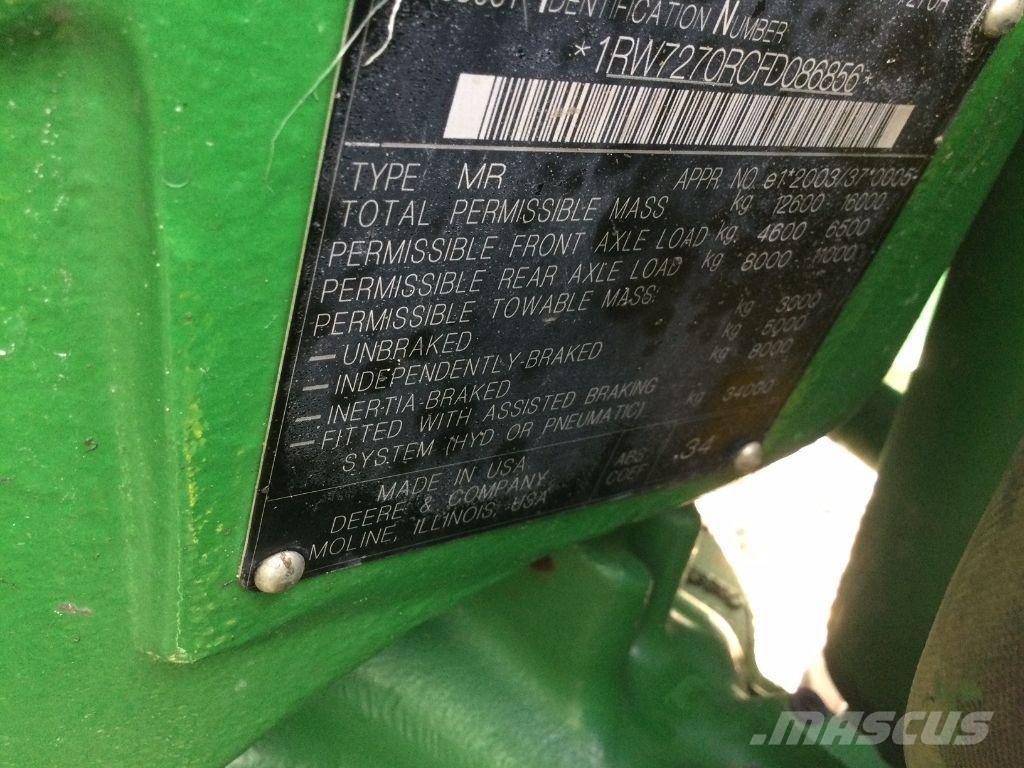 IDENTIFICATION NUMBER
*1RW7270RCFD086856*
TYPE MR APPR. NO. e1*2003/37*0005-
TOTAL PERMISSIBLE MASS kg 12600 - 16000
PERMISSIBLE FRONT AXLE LOAD kg 4600 - 6500
PERMISSIBLE REAR AXLE LOAD kg 8000 - 11000
PERMISSIBLE TOWABLE MASS:
— UNBRAKED kg 3000
— INDEPENDENTLY-BRAKED kg 5000
— INERTIA-BRAKED kg 8000
— FITTED WITH ASSISTED BRAKING
SYSTEM (HYD OR PNEUMATIC) kg 34000
MADE IN USA
DEERE & COMPANY
MOLINE, ILLINOIS, USA
ABS
COEF .34
MASCUS